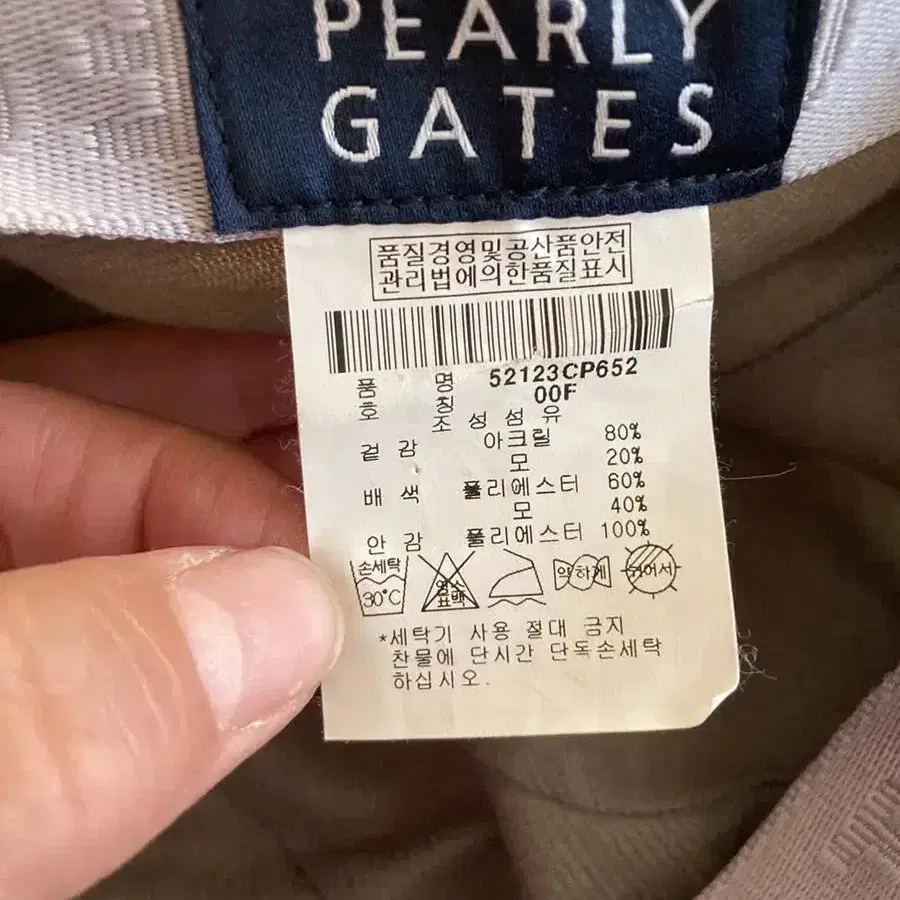 PEARLY
GATES
품질경영및공산품안전
관리법에의한품질표시
품 명 52123CP652
호 칭 00F
조 성 섬 유
겉 감 아크릴 80%
모 20%
배 색 폴리에스터 60%
모 40%
안 감 폴리에스터 100%
손세탁 30°C 염소 표백 약하게 뉘어서
*세탁기 사용 절대 금지
찬물에 단시간 단독손세탁
하십시오.